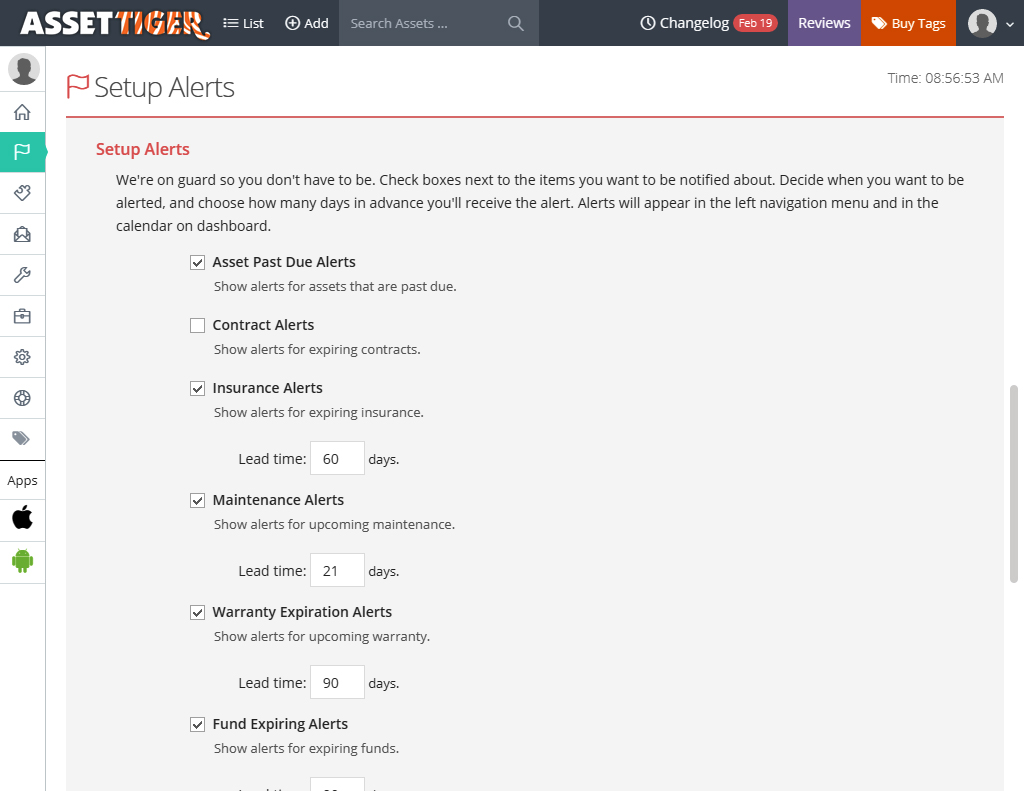 ASSETTIGER
List
Add
Search Assets ...
Changelog Feb 19
Reviews
Buy Tags
Setup Alerts
Time: 08:56:53 AM
Setup Alerts
We're on guard so you don't have to be. Check boxes next to the items you want to be notified about. Decide when you want to be
alerted, and choose how many days in advance you'll receive the alert. Alerts will appear in the left navigation menu and in the
calendar on dashboard.
Asset Past Due Alerts
Show alerts for assets that are past due.
Contract Alerts
Show alerts for expiring contracts.
Insurance Alerts
Show alerts for expiring insurance.
Lead time: 60 days.
Maintenance Alerts
Show alerts for upcoming maintenance.
Apps
Lead time: 21 days.
Warranty Expiration Alerts
Show alerts for upcoming warranty.
Lead time: 90 days.
Fund Expiring Alerts
Show alerts for expiring funds.